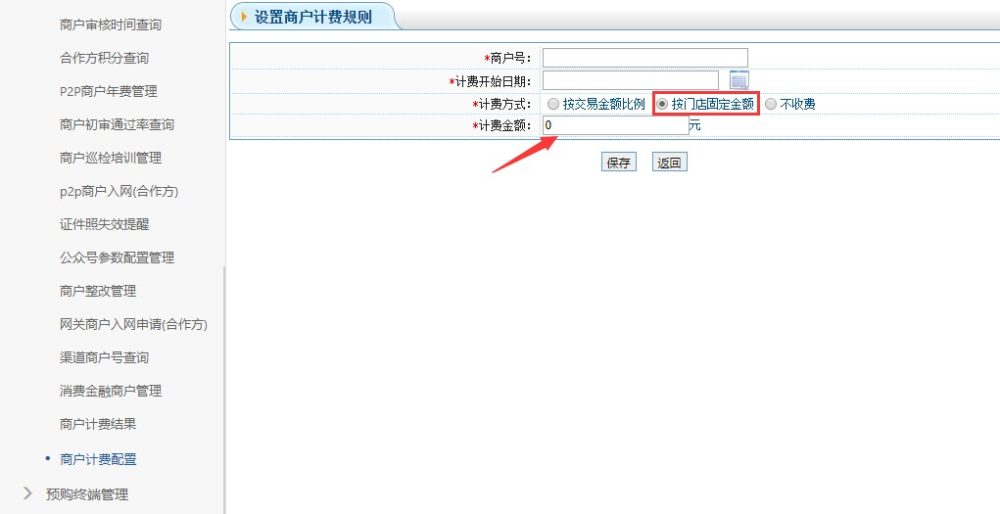 商户审核时间查询
合作方积分查询
P2P商户年费管理
商户初审通过率查询
商户巡检培训管理
p2p商户入网(合作方)
证件照失效提醒
公众号参数配置管理
商户整改管理
网关商户入网申请(合作方)
渠道商户号查询
消费金融商户管理
商户计费结果
商户计费配置
预购终端管理
设置商户计费规则
*商户号：
*计费开始日期：
*计费方式： 按交易金额比例 按门店固定金额 不收费
*计费金额： 0 元
保存 返回